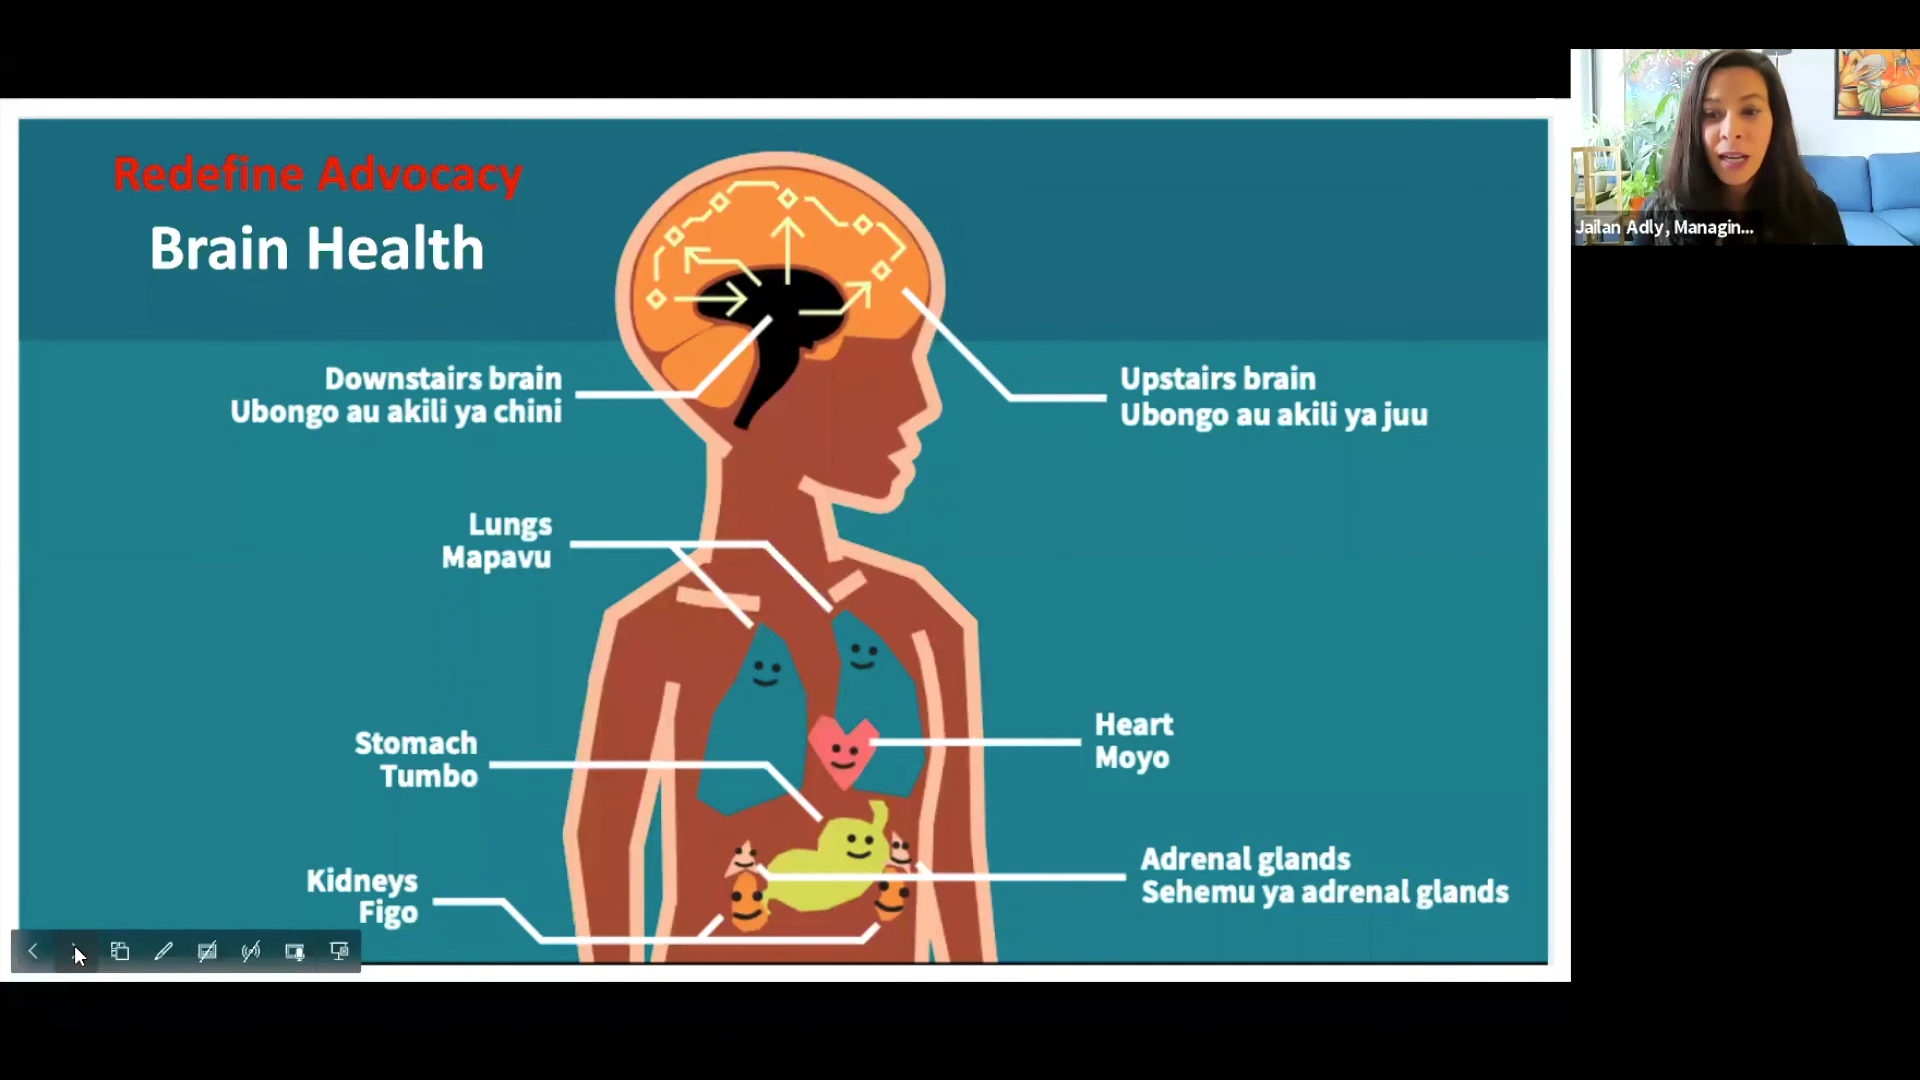 Redefine Advocacy
Brain Health
Downstairs brain
Ubongo au akili ya chini
Upstairs brain
Ubongo au akili ya juu
Lungs
Mapavu
Stomach
Tumbo
Heart
Moyo
Kidneys
Figo
Adrenal glands
Sehemu ya adrenal glands
Jailan Adly, Managin...